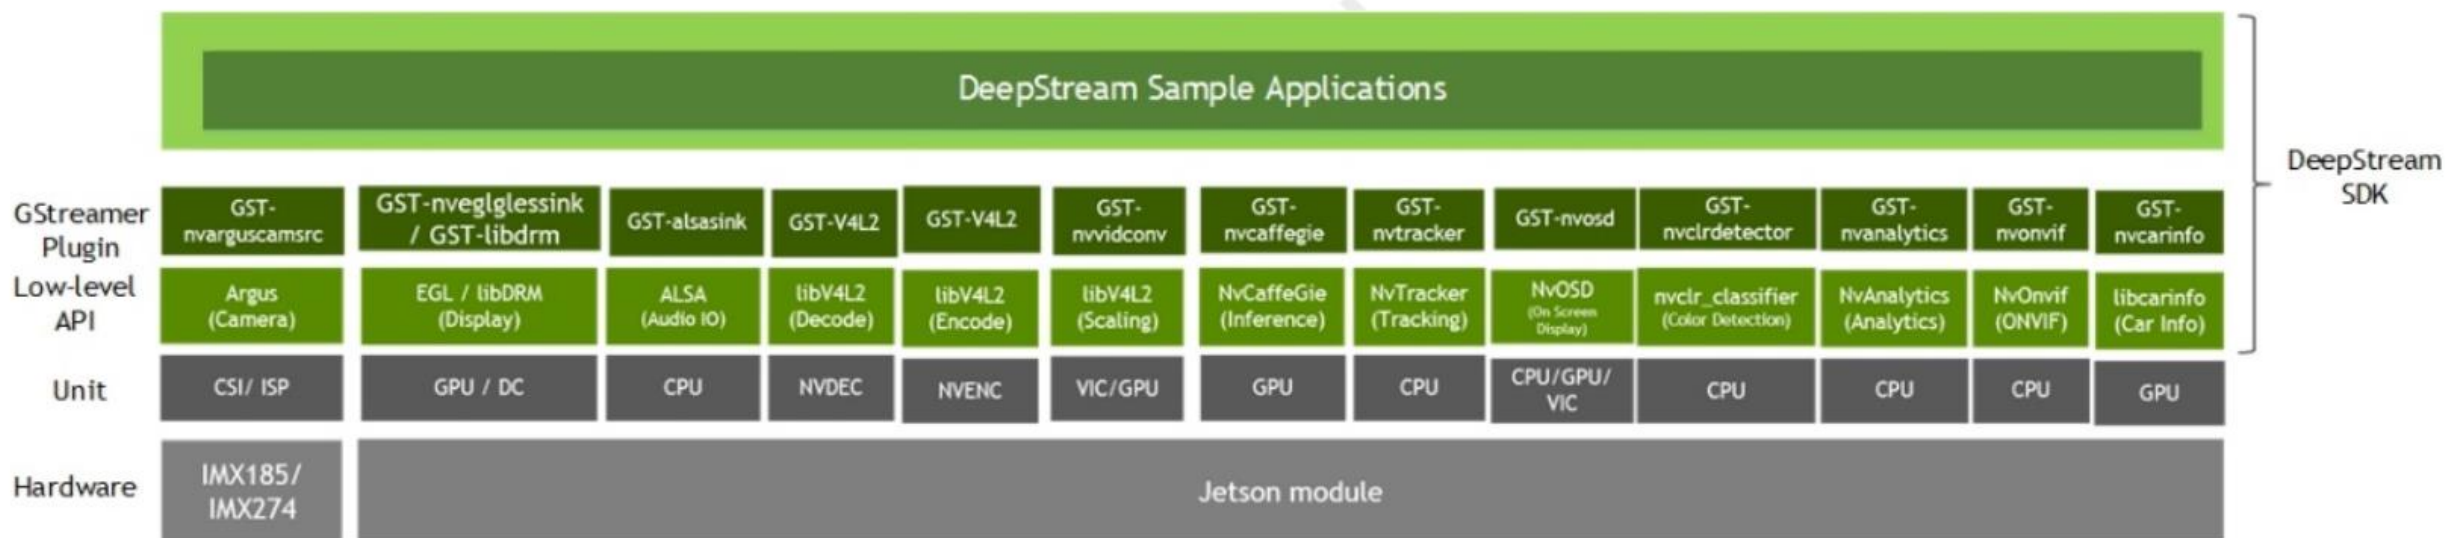 DeepStream Sample Applications
DeepStream
SDK
GStreamer
Plugin
GST-
nvarguscamsrc
GST-nveglglessink
/ GST-libdrm
GST-alsasink
GST-V4L2
GST-V4L2
GST-
nvvidconv
GST-
nvcaffegie
GST-
nvtracker
GST-nvosd
GST-
nvclrdetector
GST-
nvanalytics
GST-
nvonvif
GST-
nvcarinfo
Low-level
API
Argus
(Camera)
EGL / libDRM
(Display)
ALSA
(Audio IO)
libV4L2
(Decode)
libV4L2
(Encode)
libV4L2
(Scaling)
NvCaffeGie
(Inference)
NvTracker
(Tracking)
NvOSD
(On Screen
Display)
nvclr_classifier
(Color Detection)
NvAnalytics
(Analytics)
NvOnvif
(ONVIF)
libcarinfo
(Car Info)
Unit
CSI/ ISP
GPU / DC
CPU
NVDEC
NVENC
VIC/GPU
GPU
CPU
CPU/GPU/
VIC
CPU
CPU
CPU
GPU
Hardware
IMX185/
IMX274
Jetson module